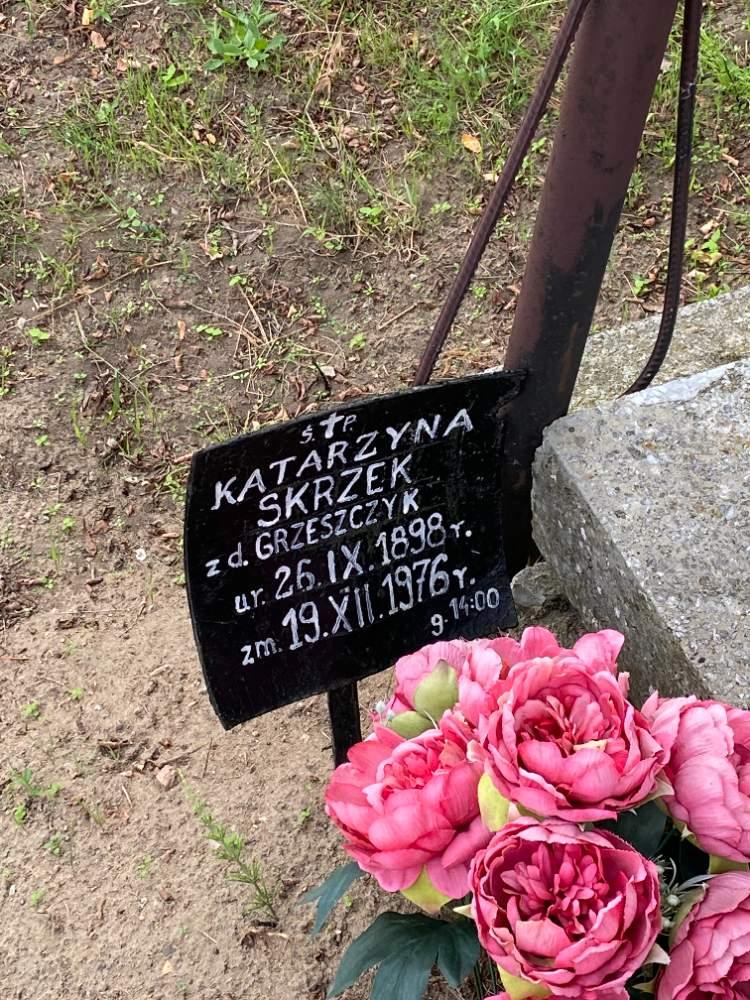 Ś.†P.
KATARZYNA
SKRZEK
z d. GRZESZCZYK
ur. 26.IX.1898 r.
zm. 19.XII.1976 r.
g. 14:00